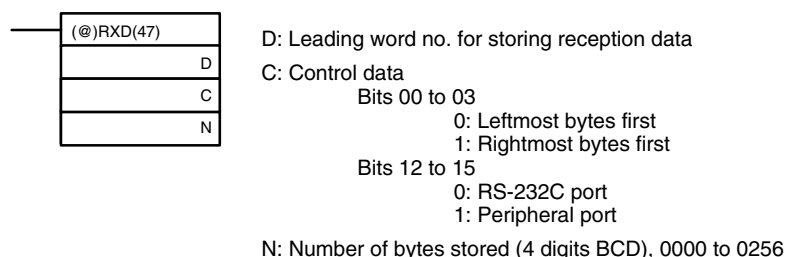 (@)RXD(47)
D
C
N
D: Leading word no. for storing reception data
C: Control data
Bits 00 to 03
0: Leftmost bytes first
1: Rightmost bytes first
Bits 12 to 15
0: RS-232C port
1: Peripheral port
N: Number of bytes stored (4 digits BCD), 0000 to 0256